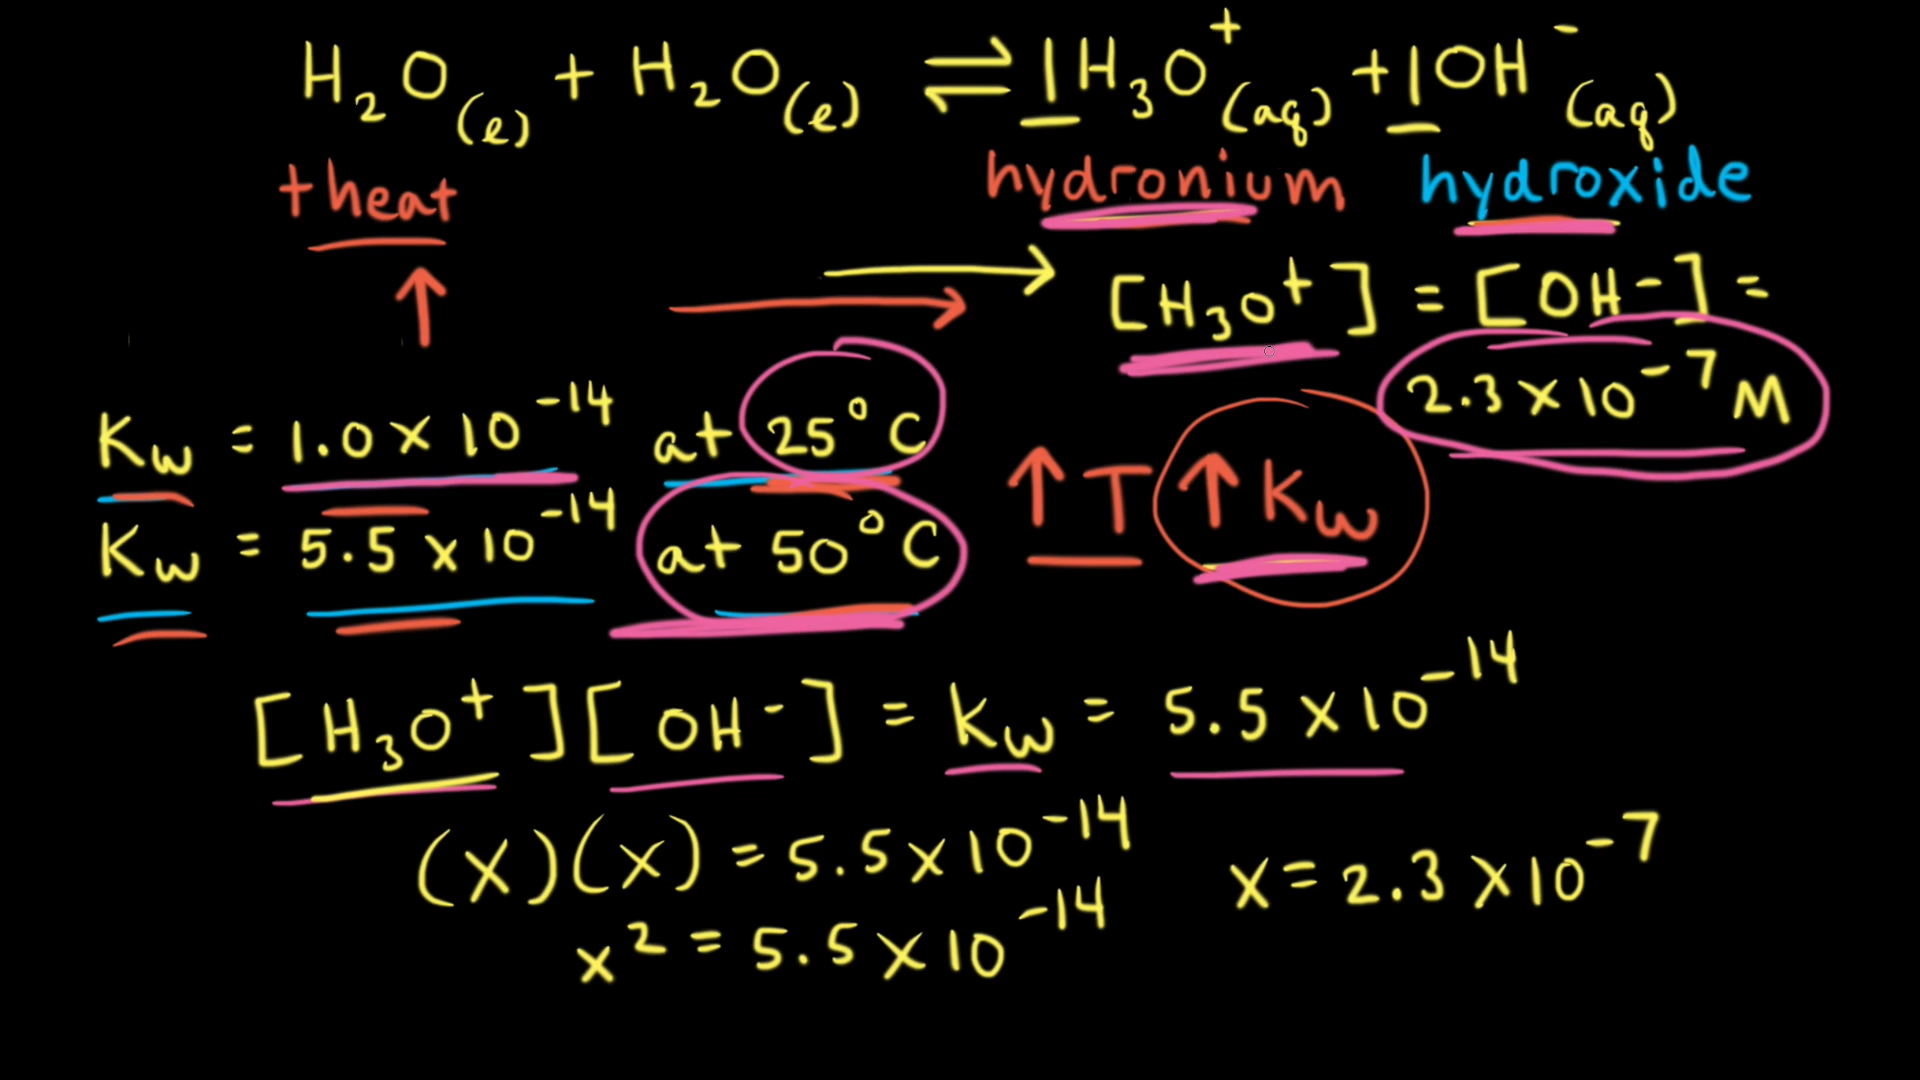 H₂O(l) + H₂O(l) ⇌ 1H₃O⁺(aq) + 1OH⁻(aq)
+ heat
hydronium
hydroxide
↑
→
→
[H₃O⁺] = [OH⁻] =
2.3 x 10⁻⁷ M
Kw = 1.0 x 10⁻¹⁴ at 25°C
↑T ↑Kw
Kw = 5.5 x 10⁻¹⁴ at 50°C
[H₃O⁺][OH⁻] = Kw = 5.5 x 10⁻¹⁴
(x)(x) = 5.5 x 10⁻¹⁴
x = 2.3 x 10⁻⁷
x² = 5.5 x 10⁻¹⁴